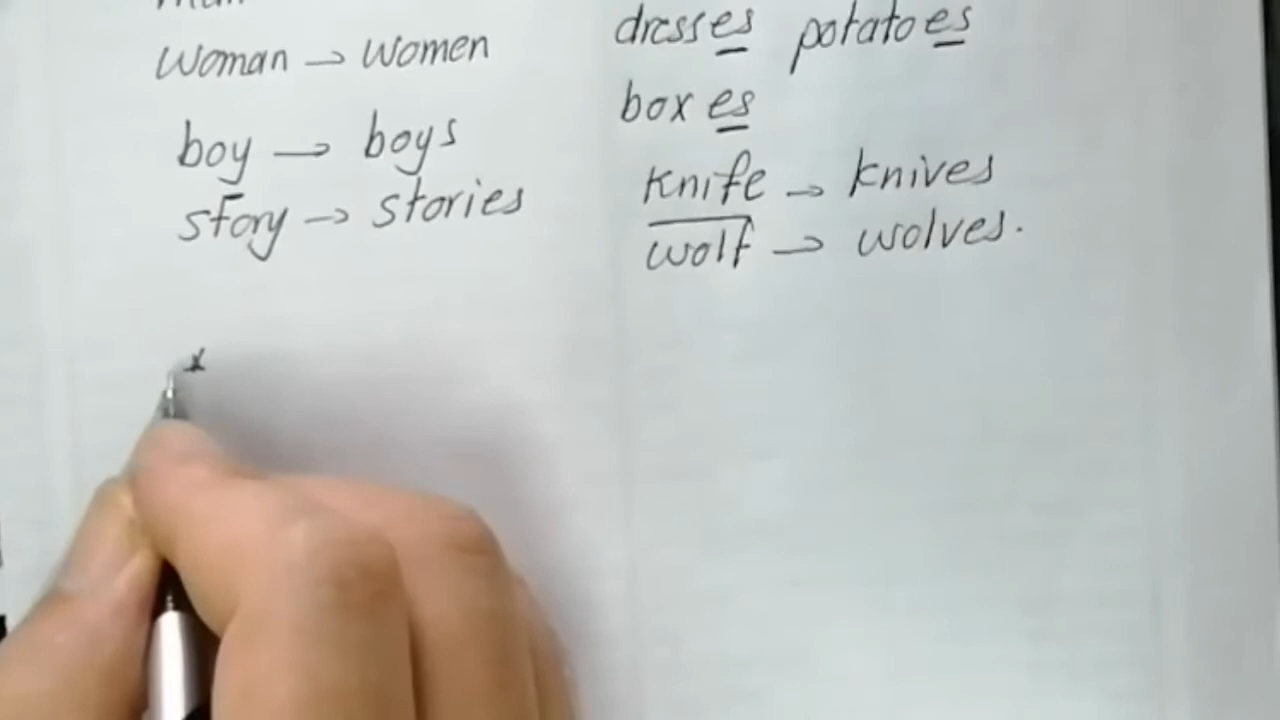 woman → women
boy → boys
story → stories
dresses potatoes
boxes
knife → knives
wolf → wolves.